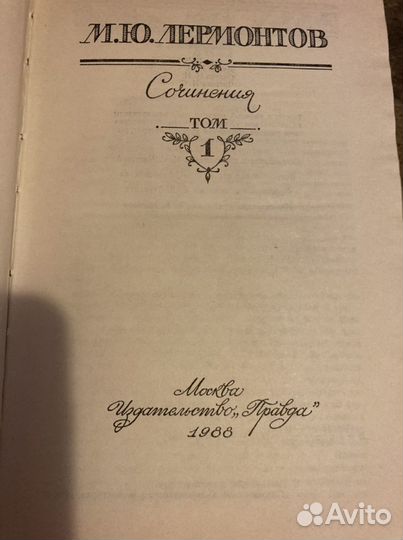 М.Ю. ЛЕРМОНТОВ
Сочинения
ТОМ
1
Москва
Издательство „Правда"
1988
Avito